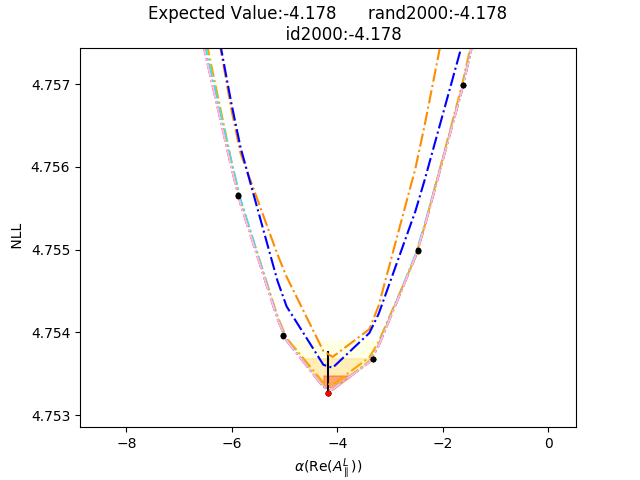 Expected Value:-4.178 rand2000:-4.178
id2000:-4.178
4.757
4.756
4.755
4.754
4.753
NLL
−8 −6 −4 −2 0
α(Re(A∥ᴸ))